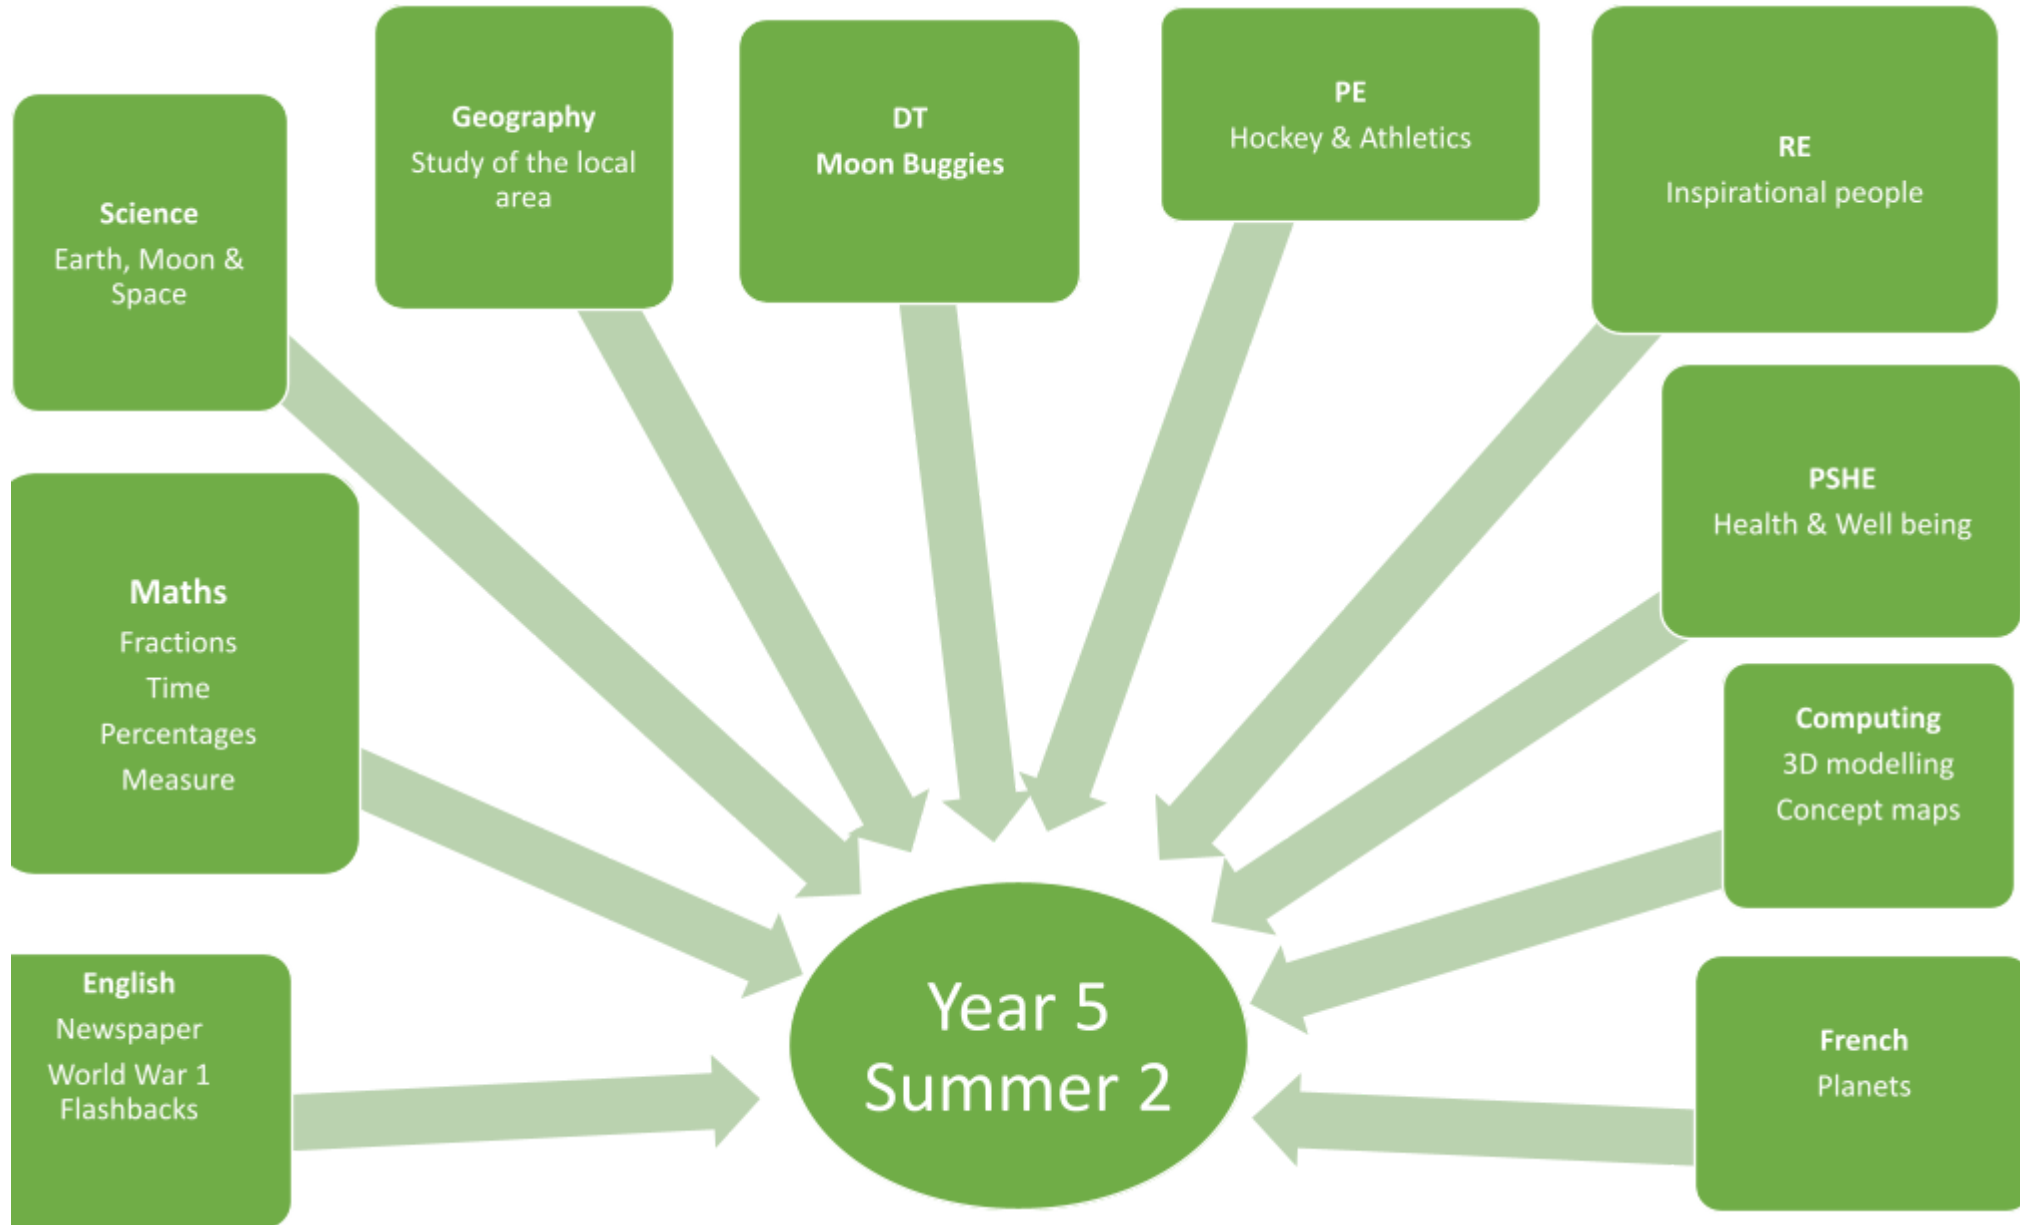 English
Newspaper
World War 1
Flashbacks
Maths
Fractions
Time
Percentages
Measure
Science
Earth, Moon &
Space
Geography
Study of the local
area
DT
Moon Buggies
PE
Hockey & Athletics
RE
Inspirational people
PSHE
Health & Well being
Computing
3D modelling
Concept maps
French
Planets
Year 5
Summer 2